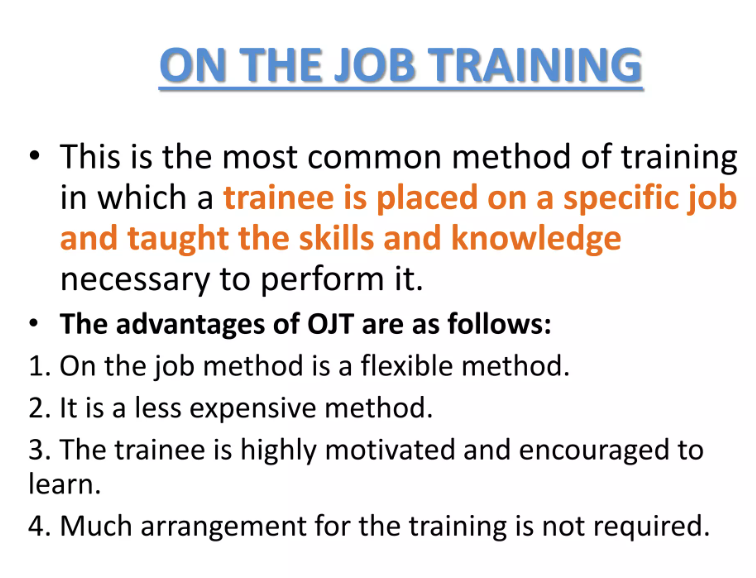 ON THE JOB TRAINING
• This is the most common method of training
in which a trainee is placed on a specific job
and taught the skills and knowledge
necessary to perform it.
• The advantages of OJT are as follows:
1. On the job method is a flexible method.
2. It is a less expensive method.
3. The trainee is highly motivated and encouraged to
learn.
4. Much arrangement for the training is not required.